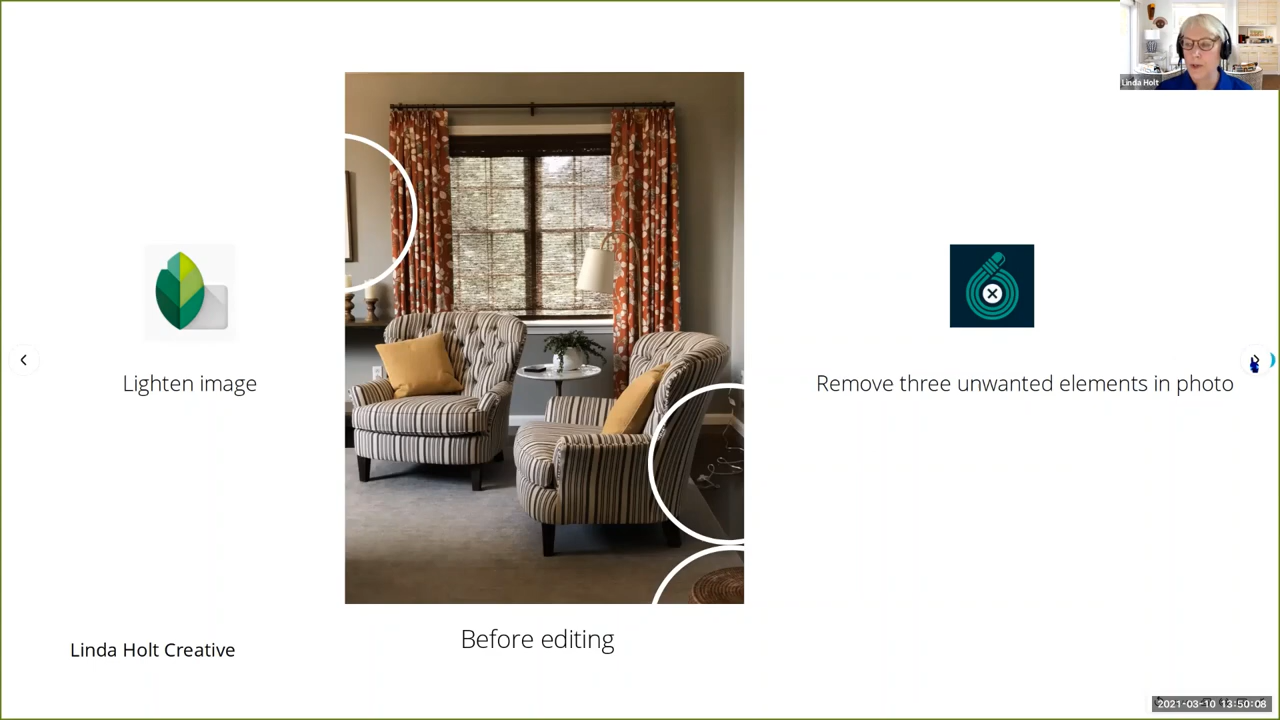 Linda Holt
Lighten image
Remove three unwanted elements in photo
Before editing
Linda Holt Creative
2021-03-10 13:50:08